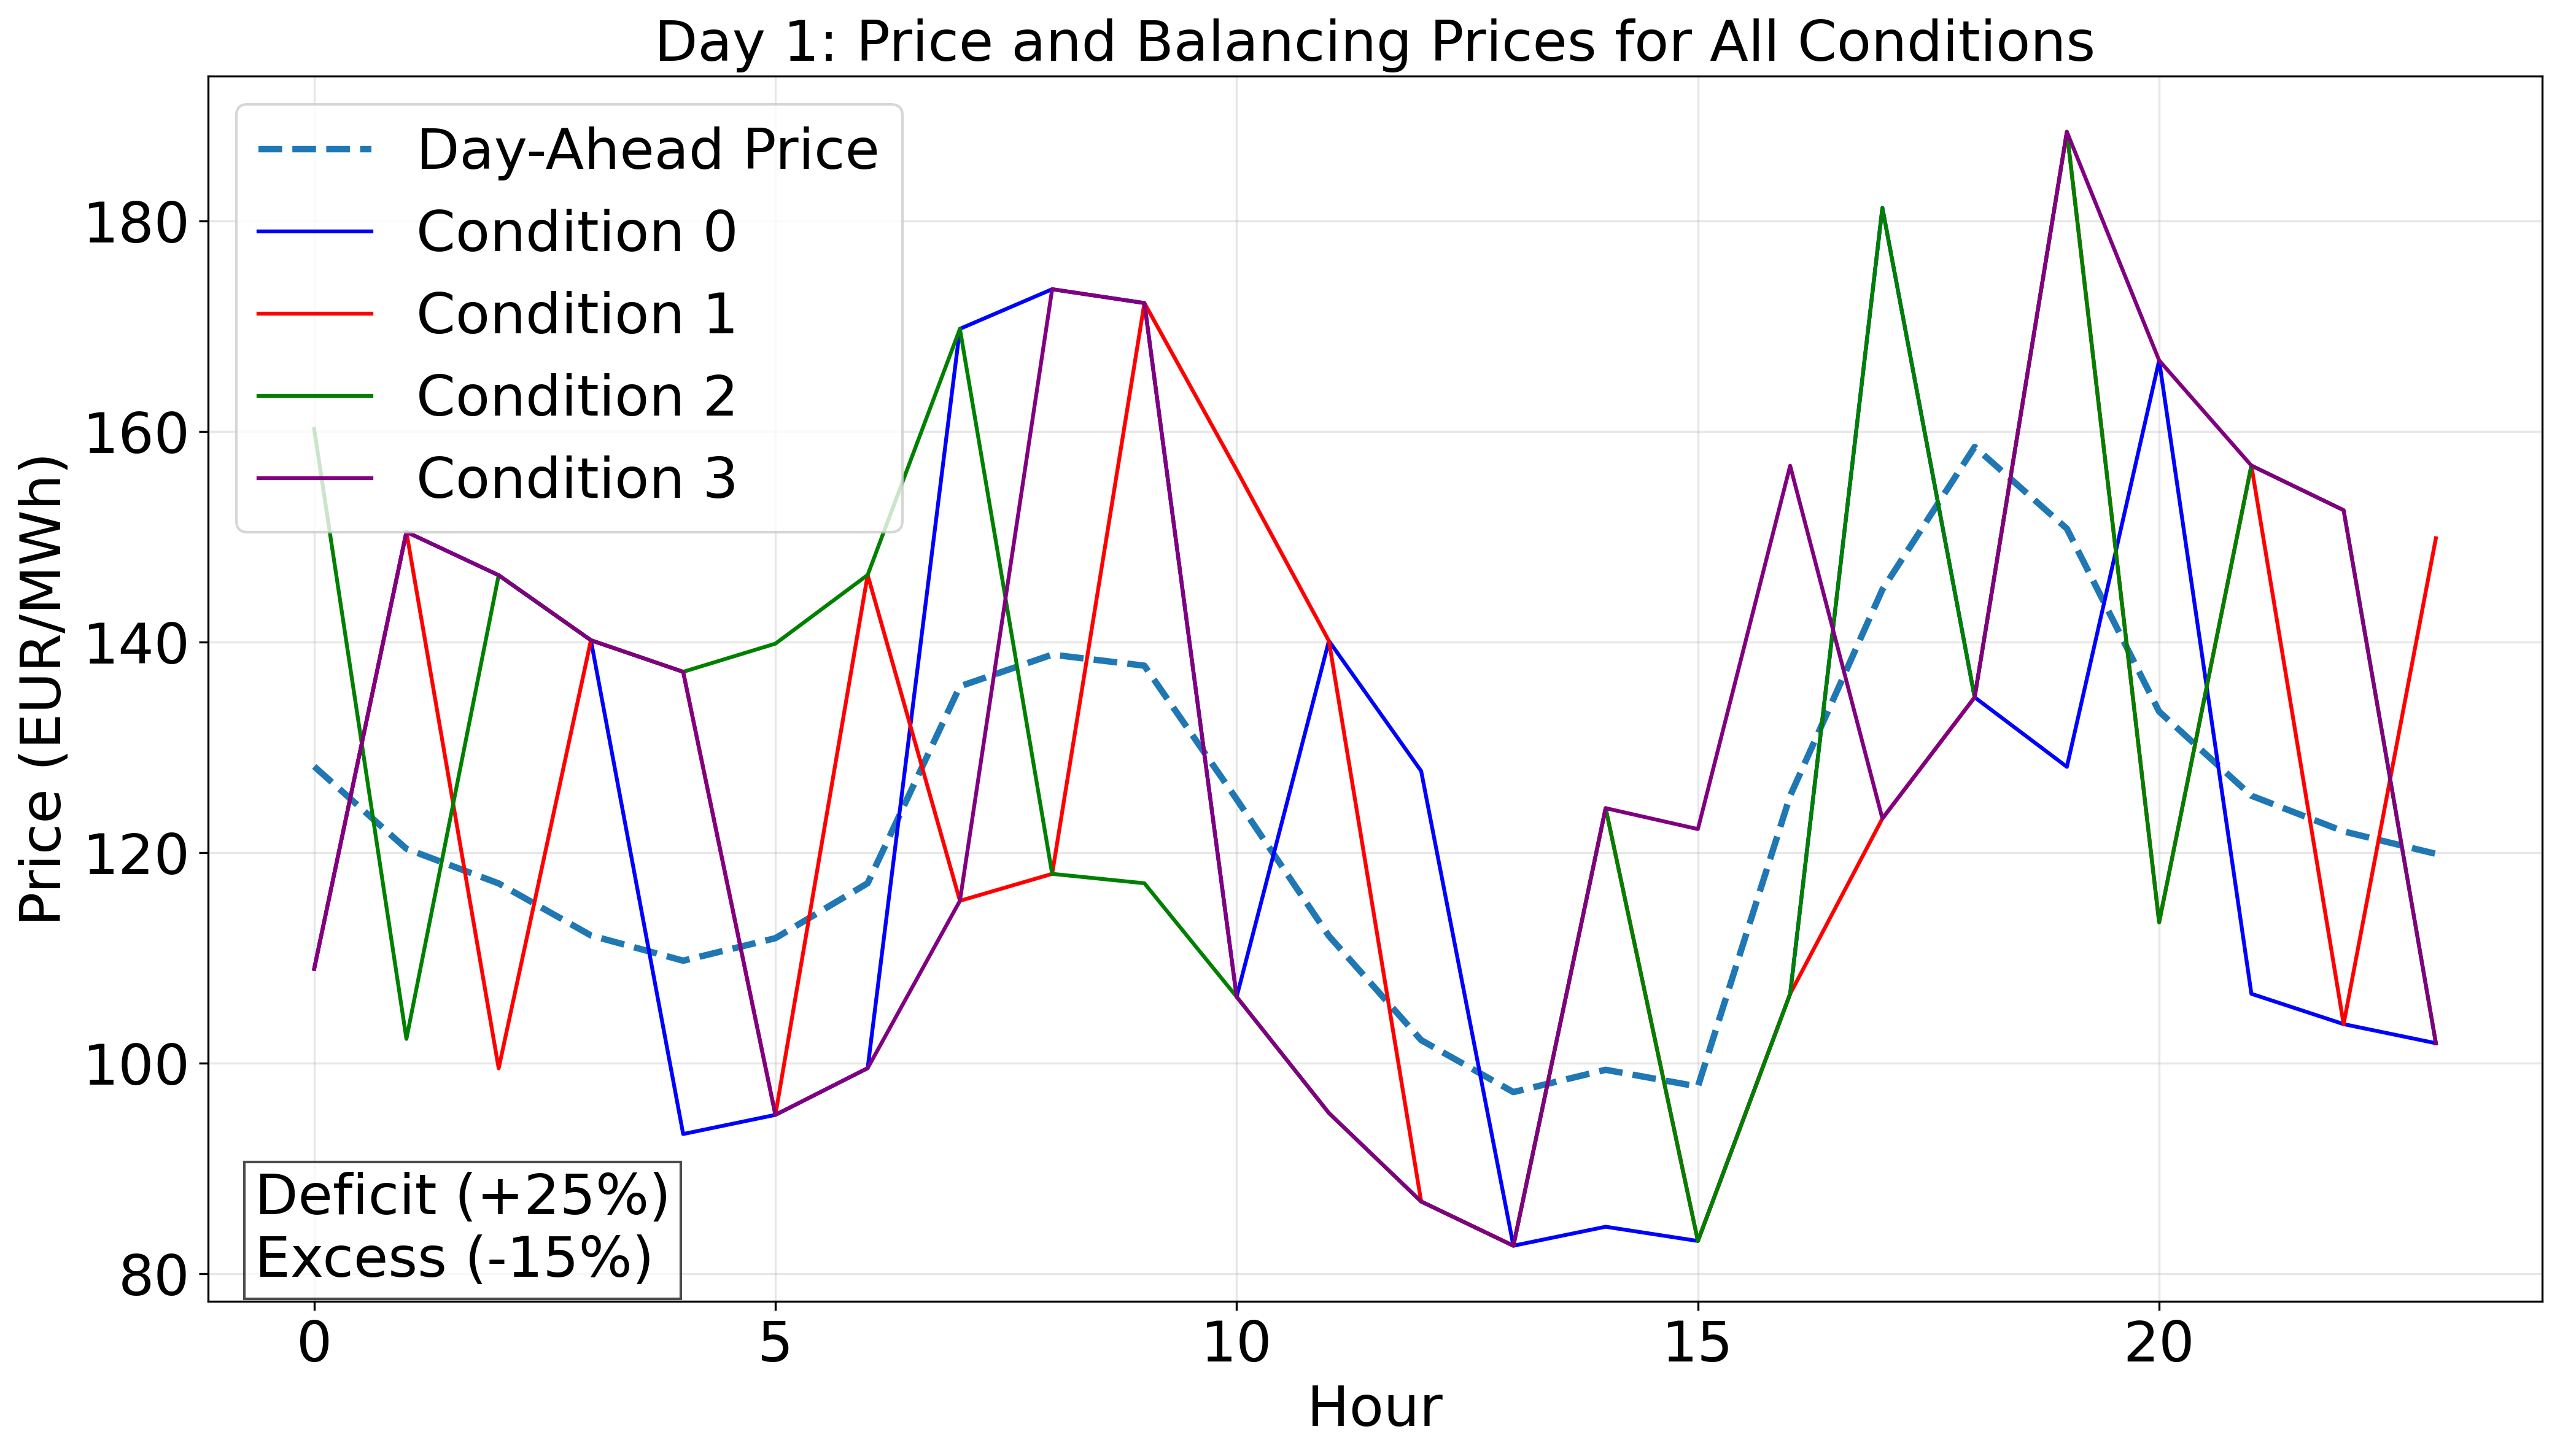 Day 1: Price and Balancing Prices for All Conditions
Day-Ahead Price
Condition 0
Condition 1
Condition 2
Condition 3
Price (EUR/MWh)
180
160
140
120
100
80
Deficit (+25%)
Excess (-15%)
0 5 10 15 20
Hour